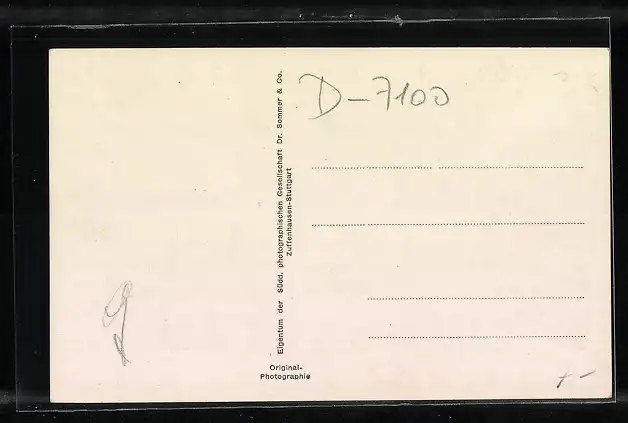 D-7100
Eigentum der Südd. photographischen Gesellschaft Dr. Sommer & Co.
Zuffenhausen-Stuttgart
Original-
Photographie